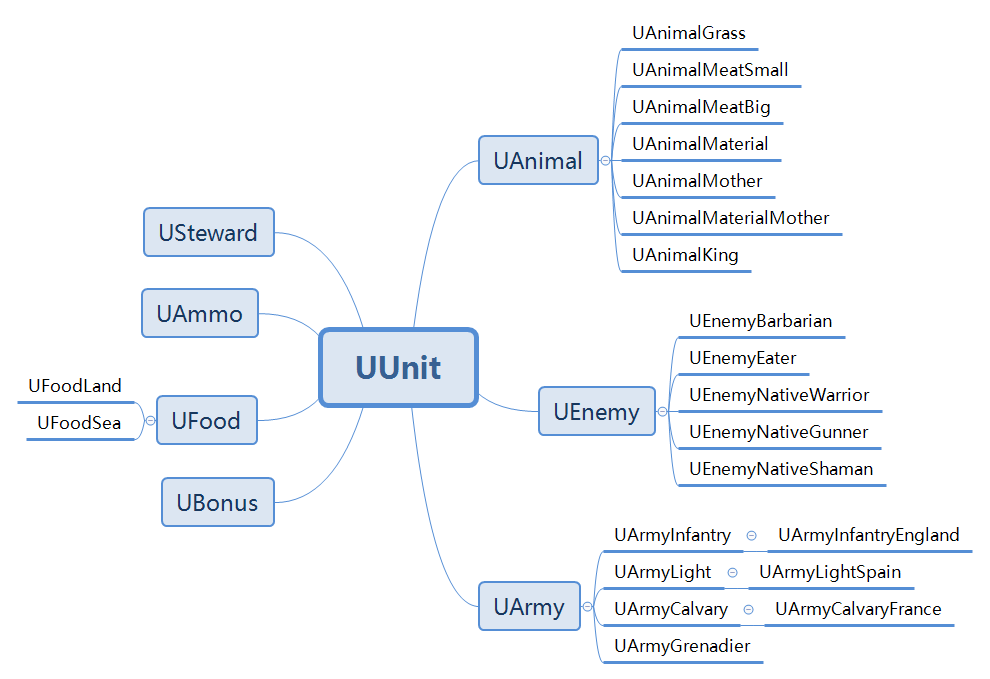 UUnit
UAnimal
UAnimalGrass
UAnimalMeatSmall
UAnimalMeatBig
UAnimalMaterial
UAnimalMother
UAnimalMaterialMother
UAnimalKing
UEnemy
UEnemyBarbarian
UEnemyEater
UEnemyNativeWarrior
UEnemyNativeGunner
UEnemyNativeShaman
UArmy
UArmyInfantry
UArmyInfantryEngland
UArmyLight
UArmyLightSpain
UArmyCalvary
UArmyCalvaryFrance
UArmyGrenadier
USteward
UAmmo
UFood
UFoodLand
UFoodSea
UBonus